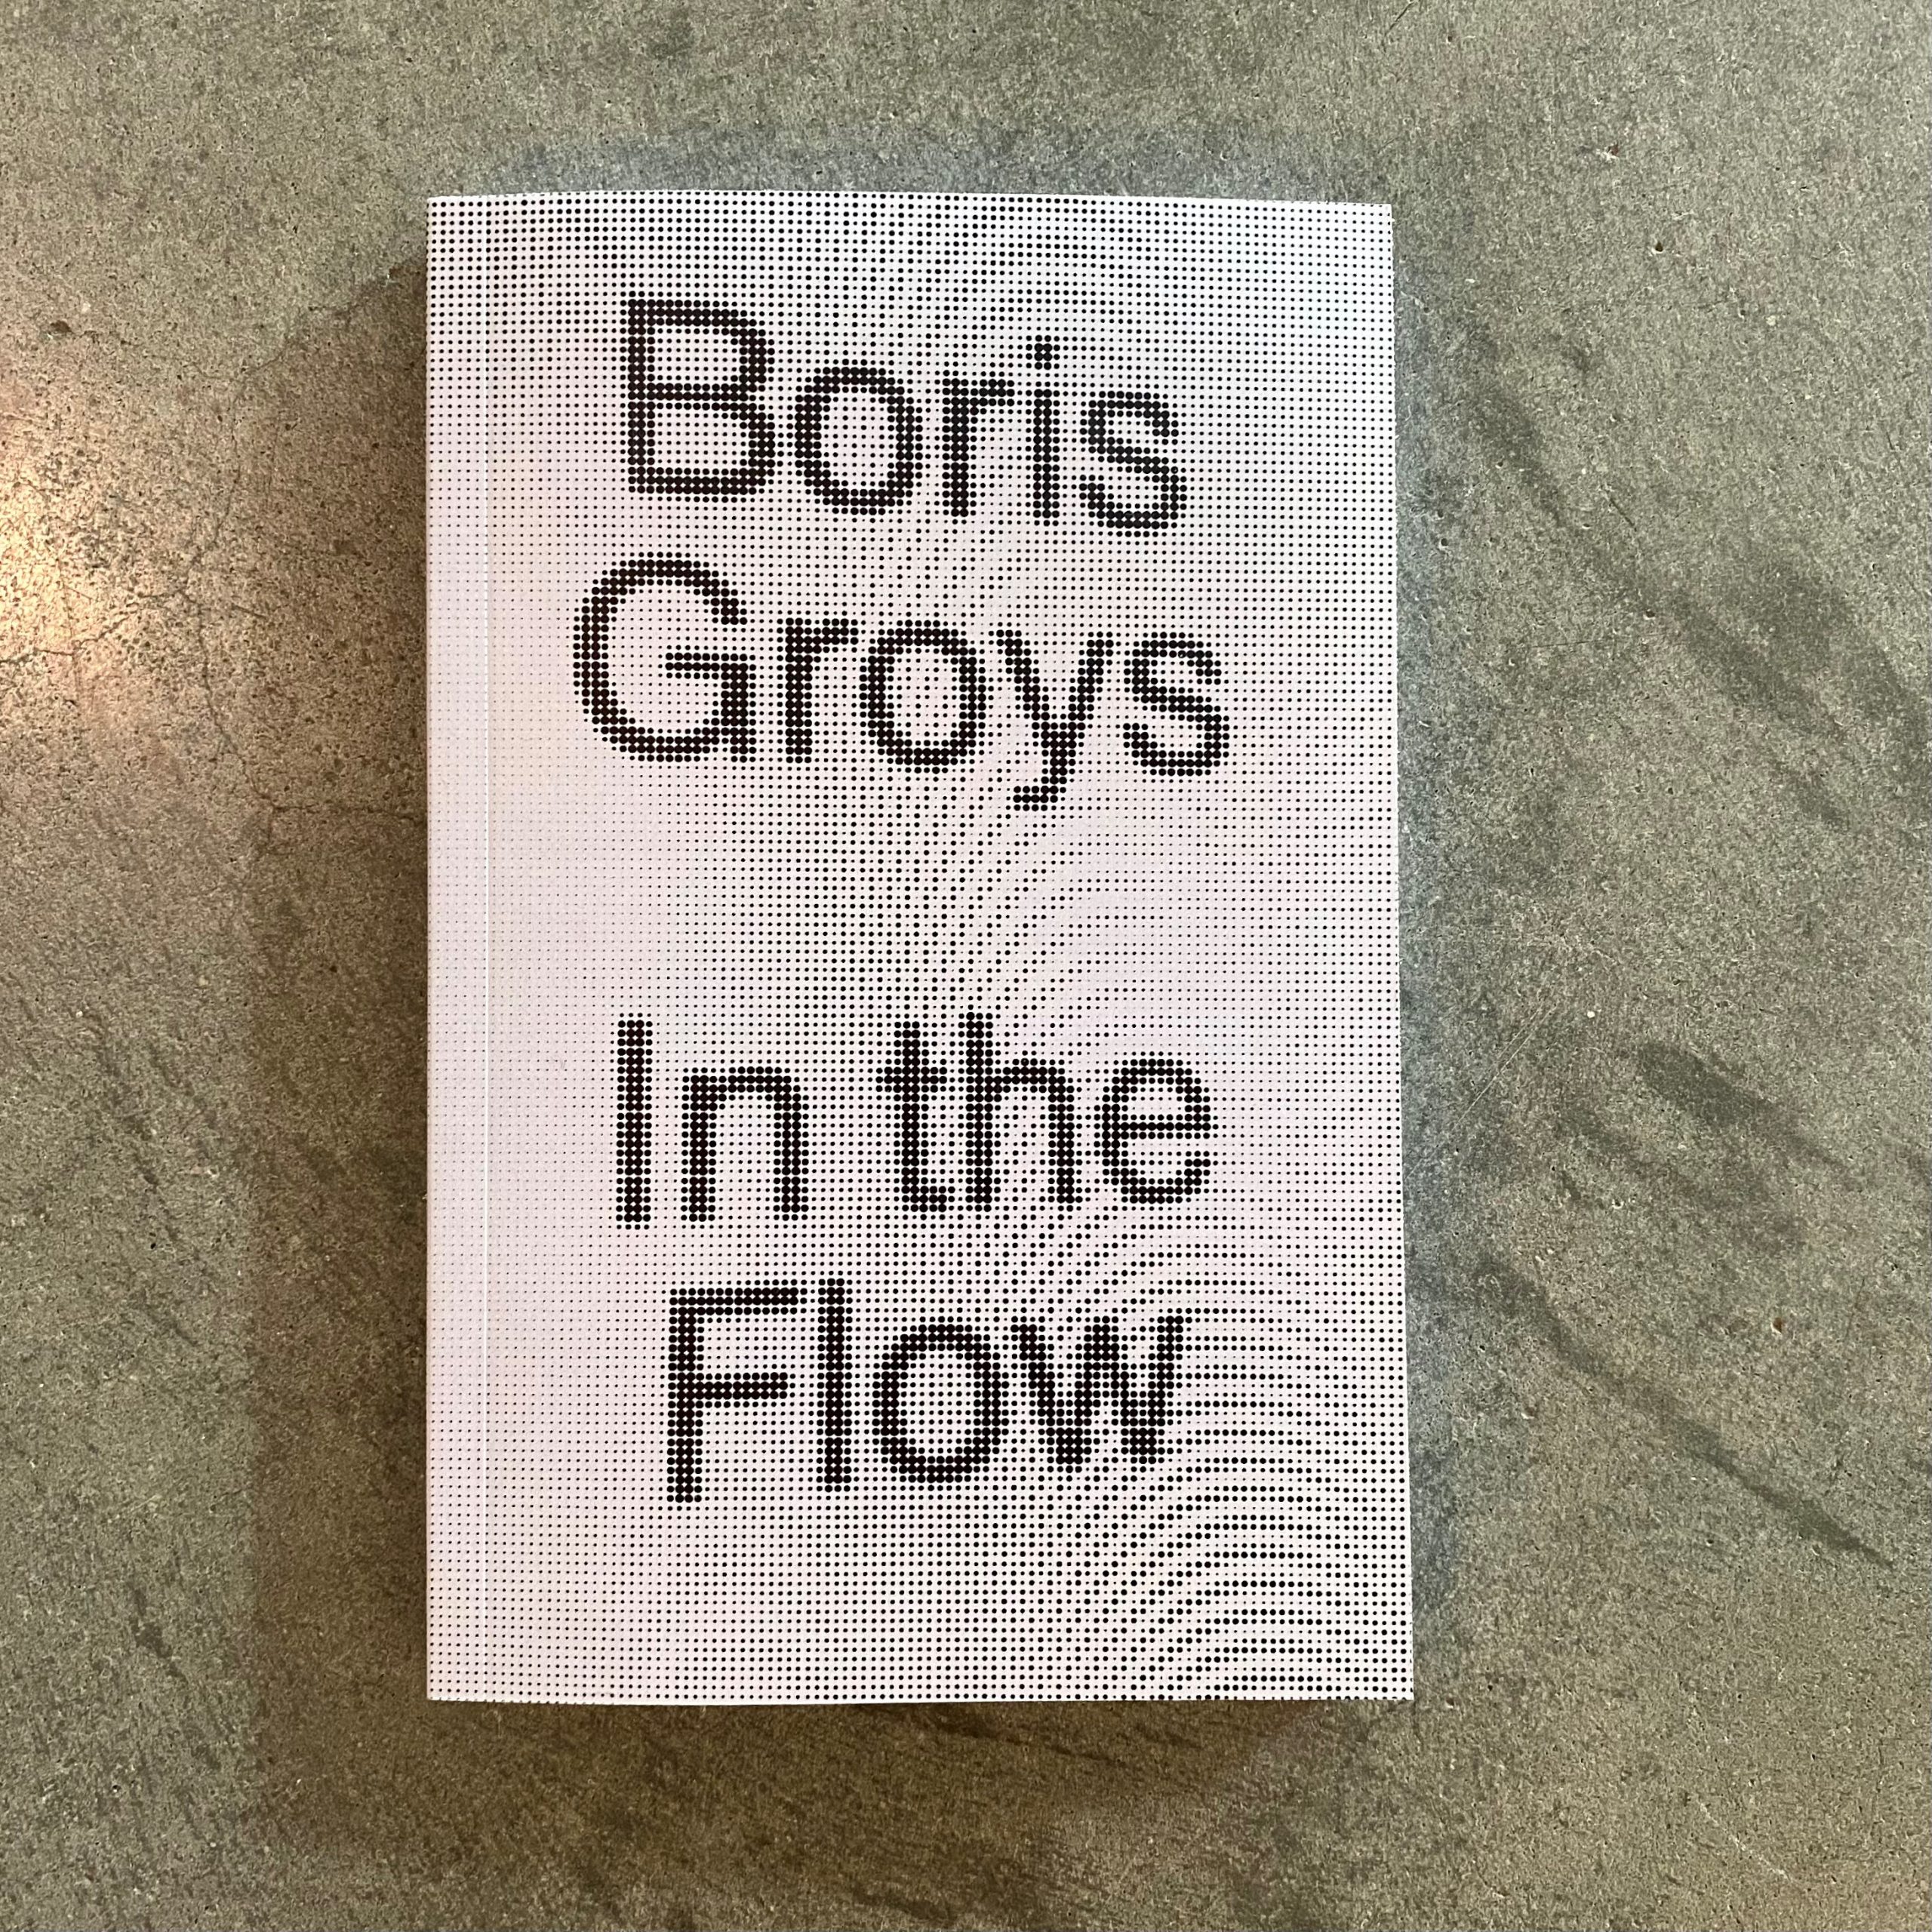 Boris
Groys
In the
Flow